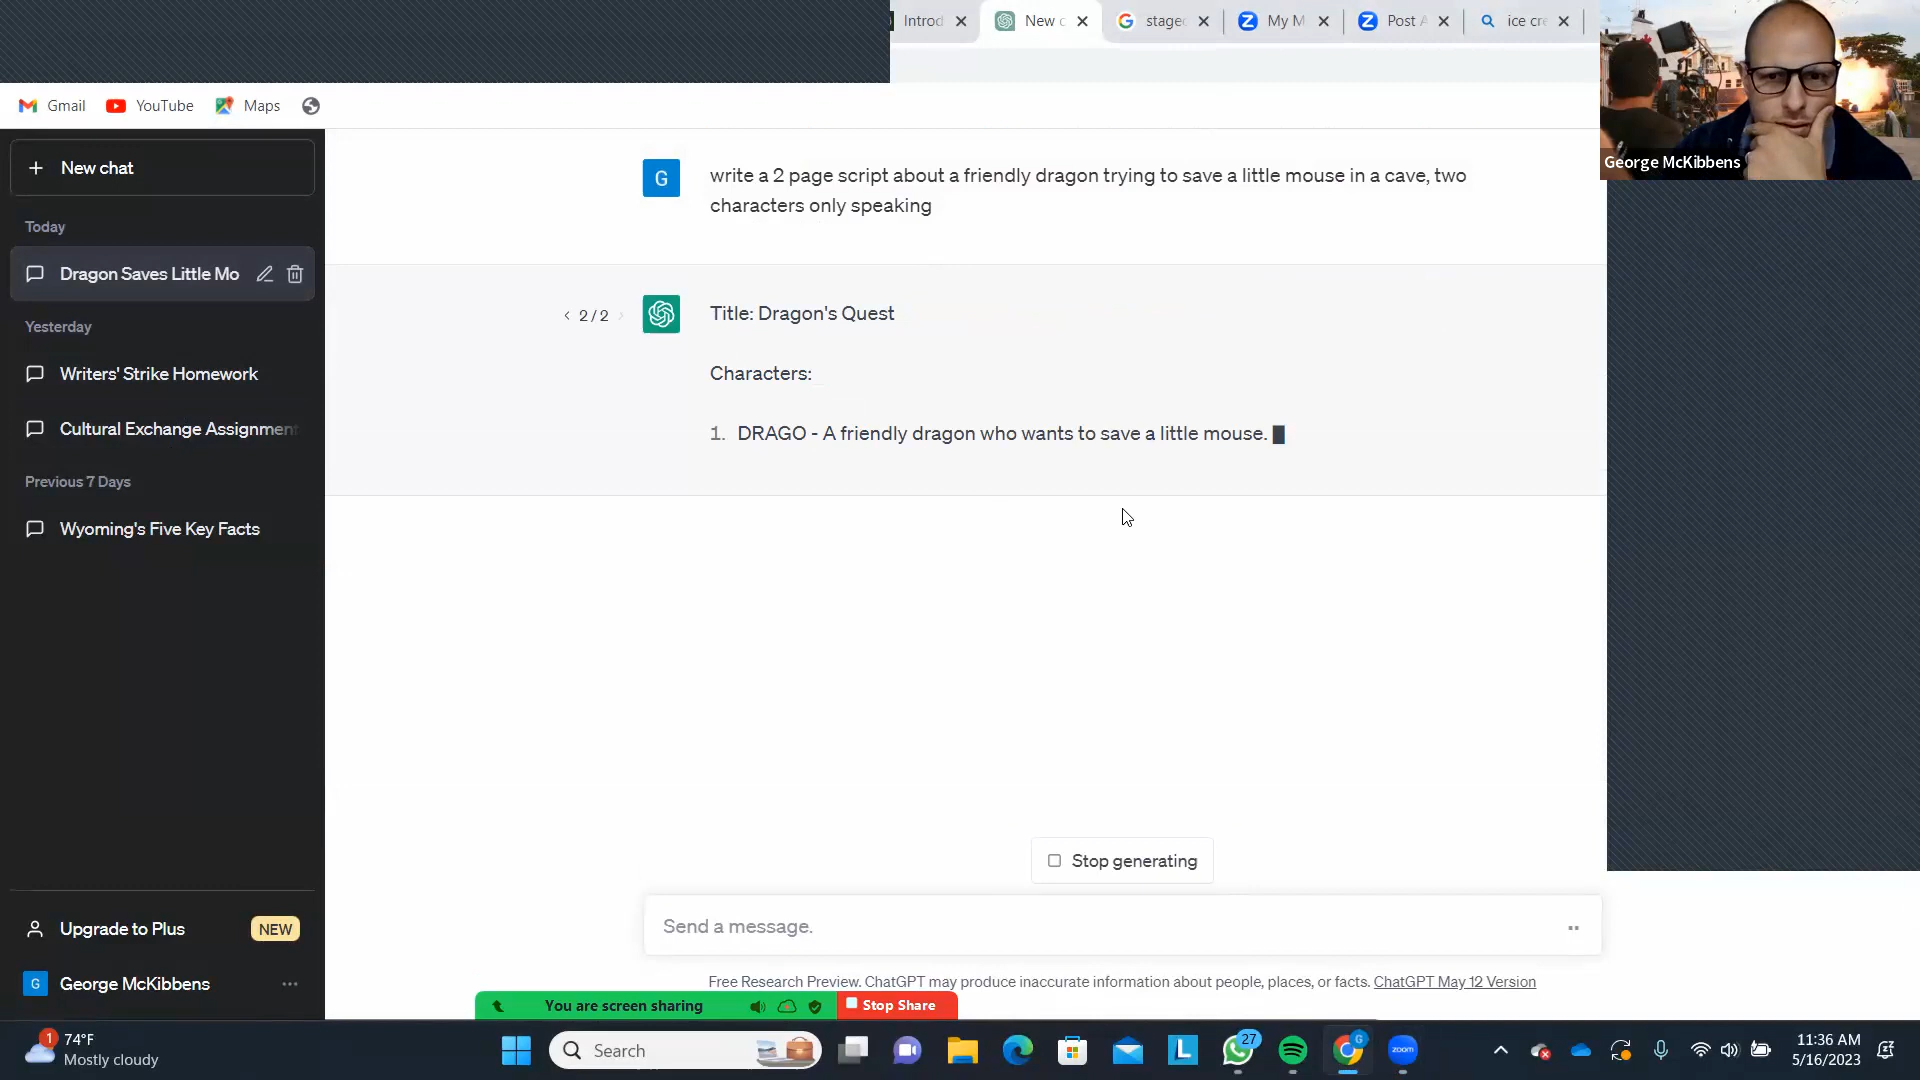 Introd
New c
stage
My M
Post A
ice cre
Gmail
YouTube
Maps
George McKibbens
New chat
Today
Dragon Saves Little Mo
Yesterday
Writers' Strike Homework
Cultural Exchange Assignment
Previous 7 Days
Wyoming's Five Key Facts
G
write a 2 page script about a friendly dragon trying to save a little mouse in a cave, two
characters only speaking
< 2 / 2 >
Title: Dragon's Quest
Characters:
1. DRAGO - A friendly dragon who wants to save a little mouse.
Stop generating
Send a message.
Free Research Preview. ChatGPT may produce inaccurate information about people, places, or facts. ChatGPT May 12 Version
Upgrade to Plus
NEW
G
George McKibbens
You are screen sharing
Stop Share
1
74°F
Mostly cloudy
Search
L
27
G
zoom
11:36 AM
5/16/2023